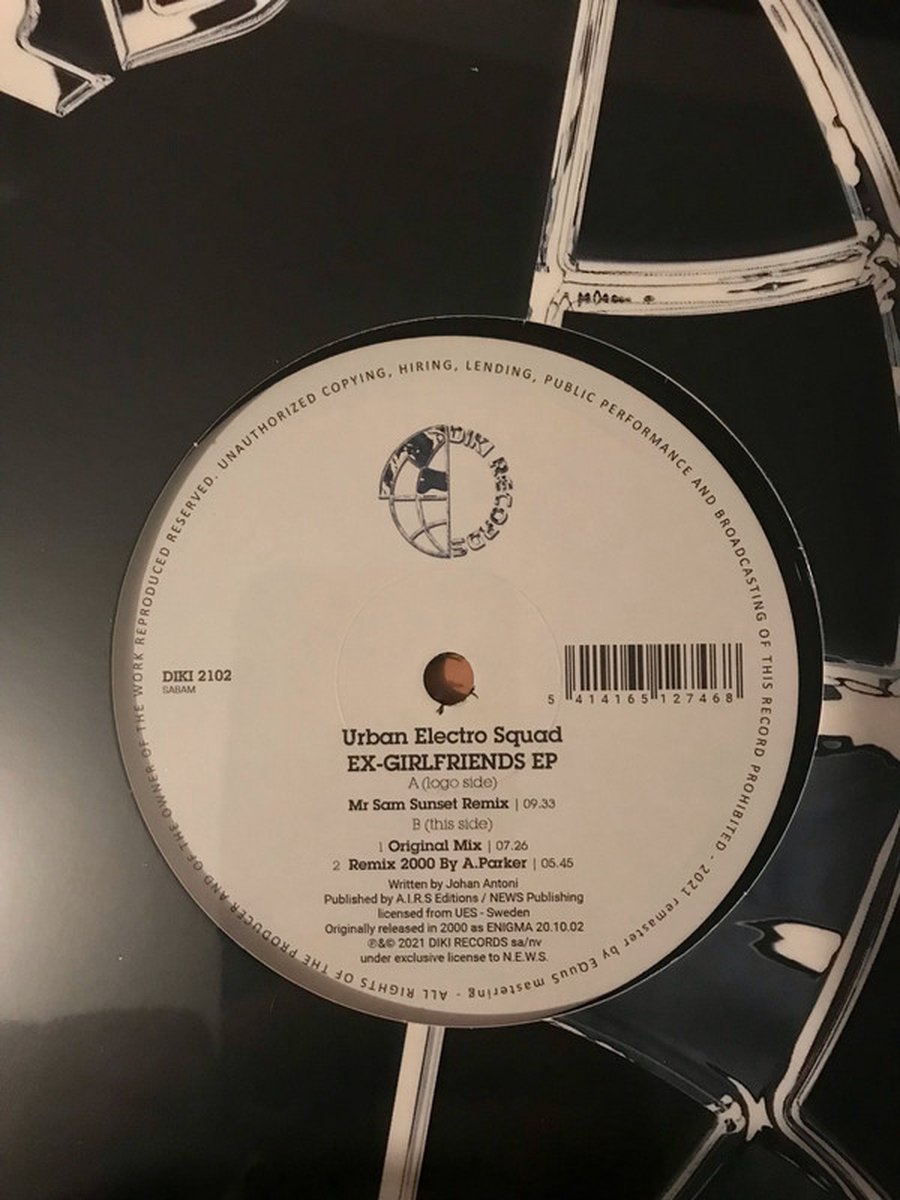 UNAUTHORIZED COPYING, HIRING, LENDING, PUBLIC PERFORMANCE AND BROADCASTING OF THIS RECORD PROHIBITED - 2021 remaster by EQuuS mastering - ALL RIGHTS OF THE PRODUCER AND OF THE OWNER OF THE WORK REPRODUCED RESERVED.
DIKI RECORDS
DIKI 2102
SABAM
5 414165 127468
Urban Electro Squad
EX-GIRLFRIENDS EP
A (logo side)
Mr Sam Sunset Remix | 09.33
B (this side)
1 Original Mix | 07.26
2 Remix 2000 By A.Parker | 05.45
Written by Johan Antoni
Published by A.I.R.S Editions / NEWS Publishing
licensed from UES - Sweden
Originally released in 2000 as ENIGMA 20.10.02
℗&© 2021 DIKI RECORDS sa/nv
under exclusive license to N.E.W.S.